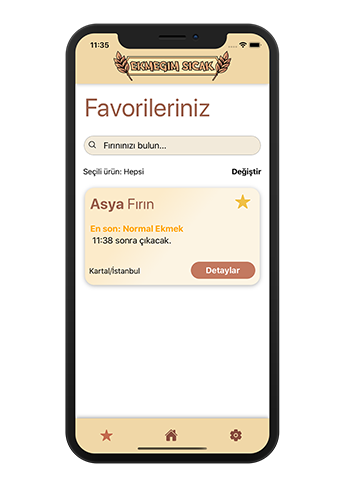 11:35
EKMEĞİM SICAK
Favorileriniz
Fırınınızı bulun...
Seçili ürün: Hepsi
Değiştir
Asya Fırın
En son: Normal Ekmek
11:38 sonra çıkacak.
Kartal/İstanbul
Detaylar